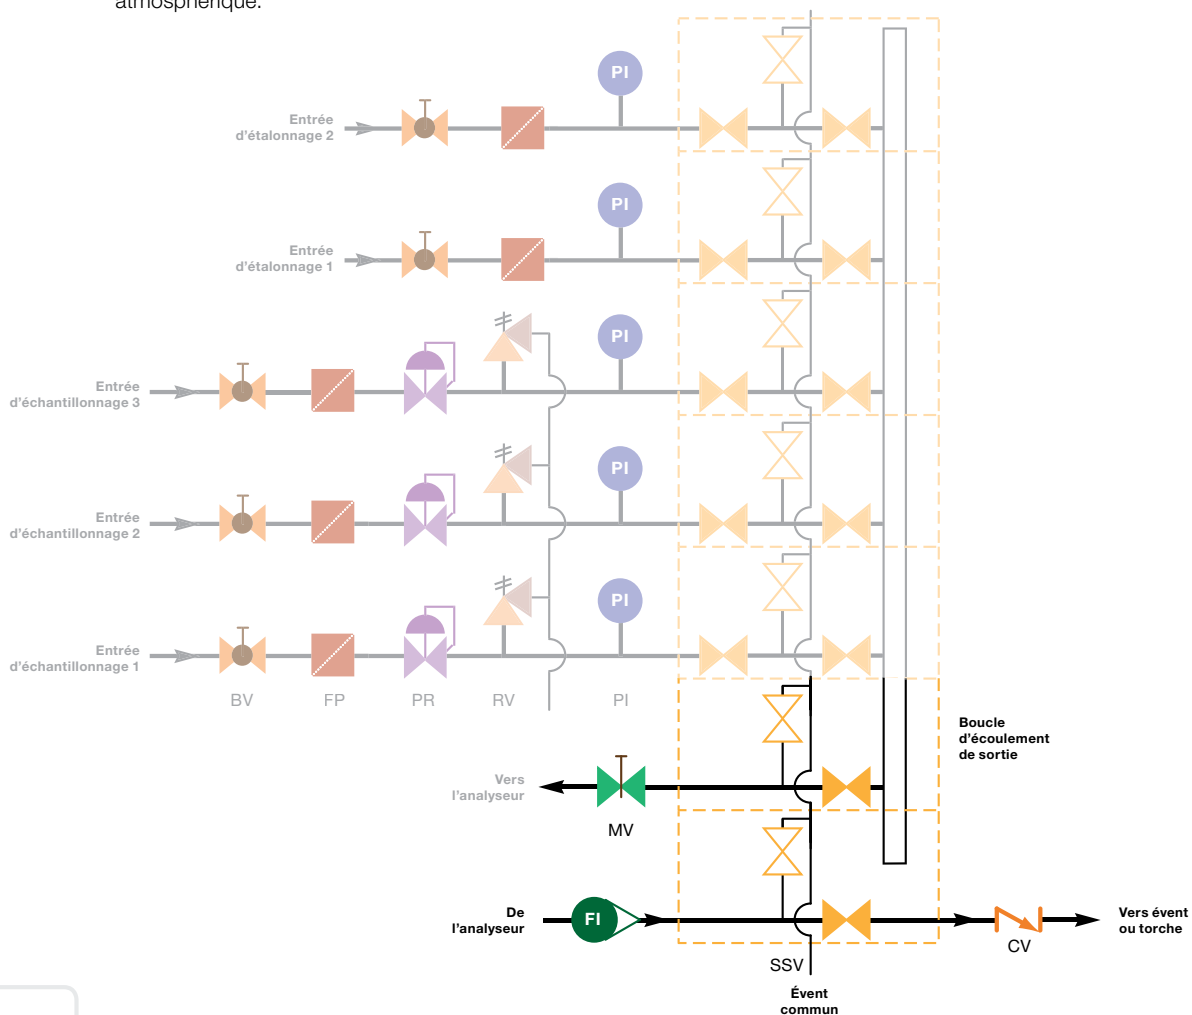 atmosphérique.
PI
Entrée
d'étalonnage 2
PI
Entrée
d'étalonnage 1
PI
Entrée
d'échantillonnage 3
PI
Entrée
d'échantillonnage 2
PI
Entrée
d'échantillonnage 1
BV FP PR RV PI
Boucle
d'écoulement
de sortie
Vers
l'analyseur
MV
De
l'analyseur
FI
Vers évent
ou torche
CV
SSV
Évent
commun